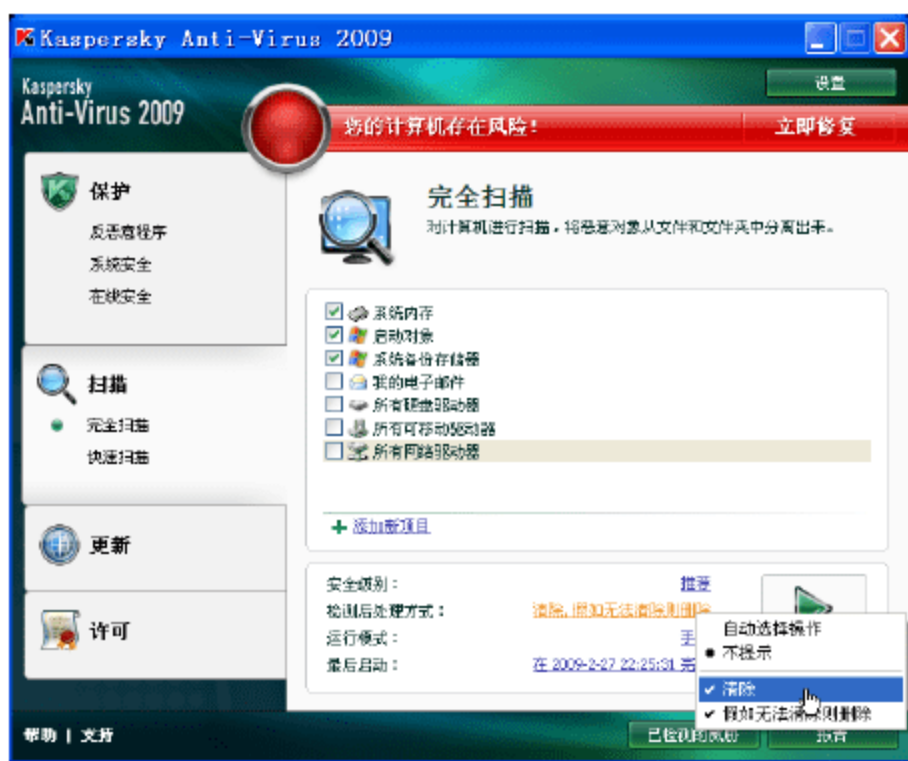 Kaspersky Anti-Virus 2009
Kaspersky
Anti-Virus 2009
设置
您的计算机存在风险!
立即修复
保护
反恶意程序
系统安全
在线安全
扫描
完全扫描
快速扫描
更新
许可
完全扫描
对计算机进行扫描,将恶意对象从文件和文件夹中分离出来。
系统内存
启动对象
系统备份存储器
我的电子邮件
所有硬盘驱动器
所有可移动驱动器
所有网络驱动器
添加新项目
安全级别: 推荐
检测后处理方式: 清除,假如无法清除则删除
运行模式: 手
最后启动: 在 2009-2-27 22:25:31 完
自动选择操作
不提示
清除
假如无法清除则删除
帮助 | 支持
已检测的威胁
报告